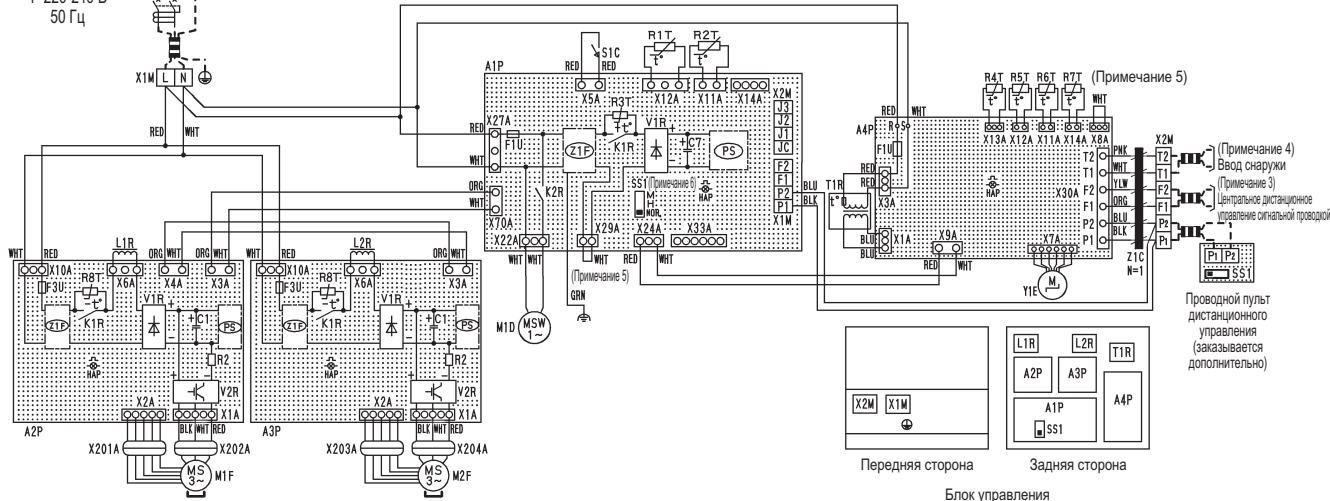 50 Гц
X1M L N
RED WHT
A1P
S1C
RED RED
X5A
R1T R2T
t° t°
X12A X11A X14A
X2M
J3
J2
J1
JC
F2
F1
P2
P1
X1M
X27A
RED
WHT
F1U
Z1F
R3T
t°
K1R
V1R
C7
PS
K2R
SS1 (Примечание 6)
M
H
NOR.
HAP
ORG
WHT
X70A
X22A X29A X24A X33A
WHT WHT
WHT
(Примечание 5)
RED WHT
GRN
M1D
MSW
1~
BLU
BLK
RED WHT
A4P
R S
F1U
RED
RED
X3A
T1R
t°
X1A
BLU
BLU
R4T R5T R6T R7T (Примечание 5)
t° t° t° t°
WHT
X13A X12A X11A X14A X8A
HAP
X30A
T2
T1
F2
F1
P2
P1
PNK
WHT
YLW
ORG
BLU
BLK
X2M
T2
T1
F2
F1
P2
P1
(Примечание 4)
Ввод снаружи
(Примечание 3)
Центральное дистанционное
управление сигнальной проводкой
X9A
RED WHT
X7A
Y1E
M
Z1C
N=1
P1 P2
SS1
Проводной пульт
дистанционного
управления
(заказывается
дополнительно)
WHT RED L1R ORG WHT ORG WHT
X10A X6A X4A X3A
F3U
R8T
-t°
Z1F
K1R
V1R
+
-
C1
PS
R2
HAP
V2R
X2A X1A
BLK WHT RED
A2P
X201A X202A
MS
3~
M1F
WHT RED L2R ORG WHT
X10A X6A X3A
F3U
R8T
-t°
Z1F
K1R
V1R
+
-
C1
PS
R2
HAP
V2R
X2A X1A
BLK WHT RED
A3P
X203A X204A
MS
3~
M2F
X2M X1M
Передняя сторона
L1R L2R T1R
A2P A3P
A1P
SS1
A4P
Задняя сторона
Блок управления